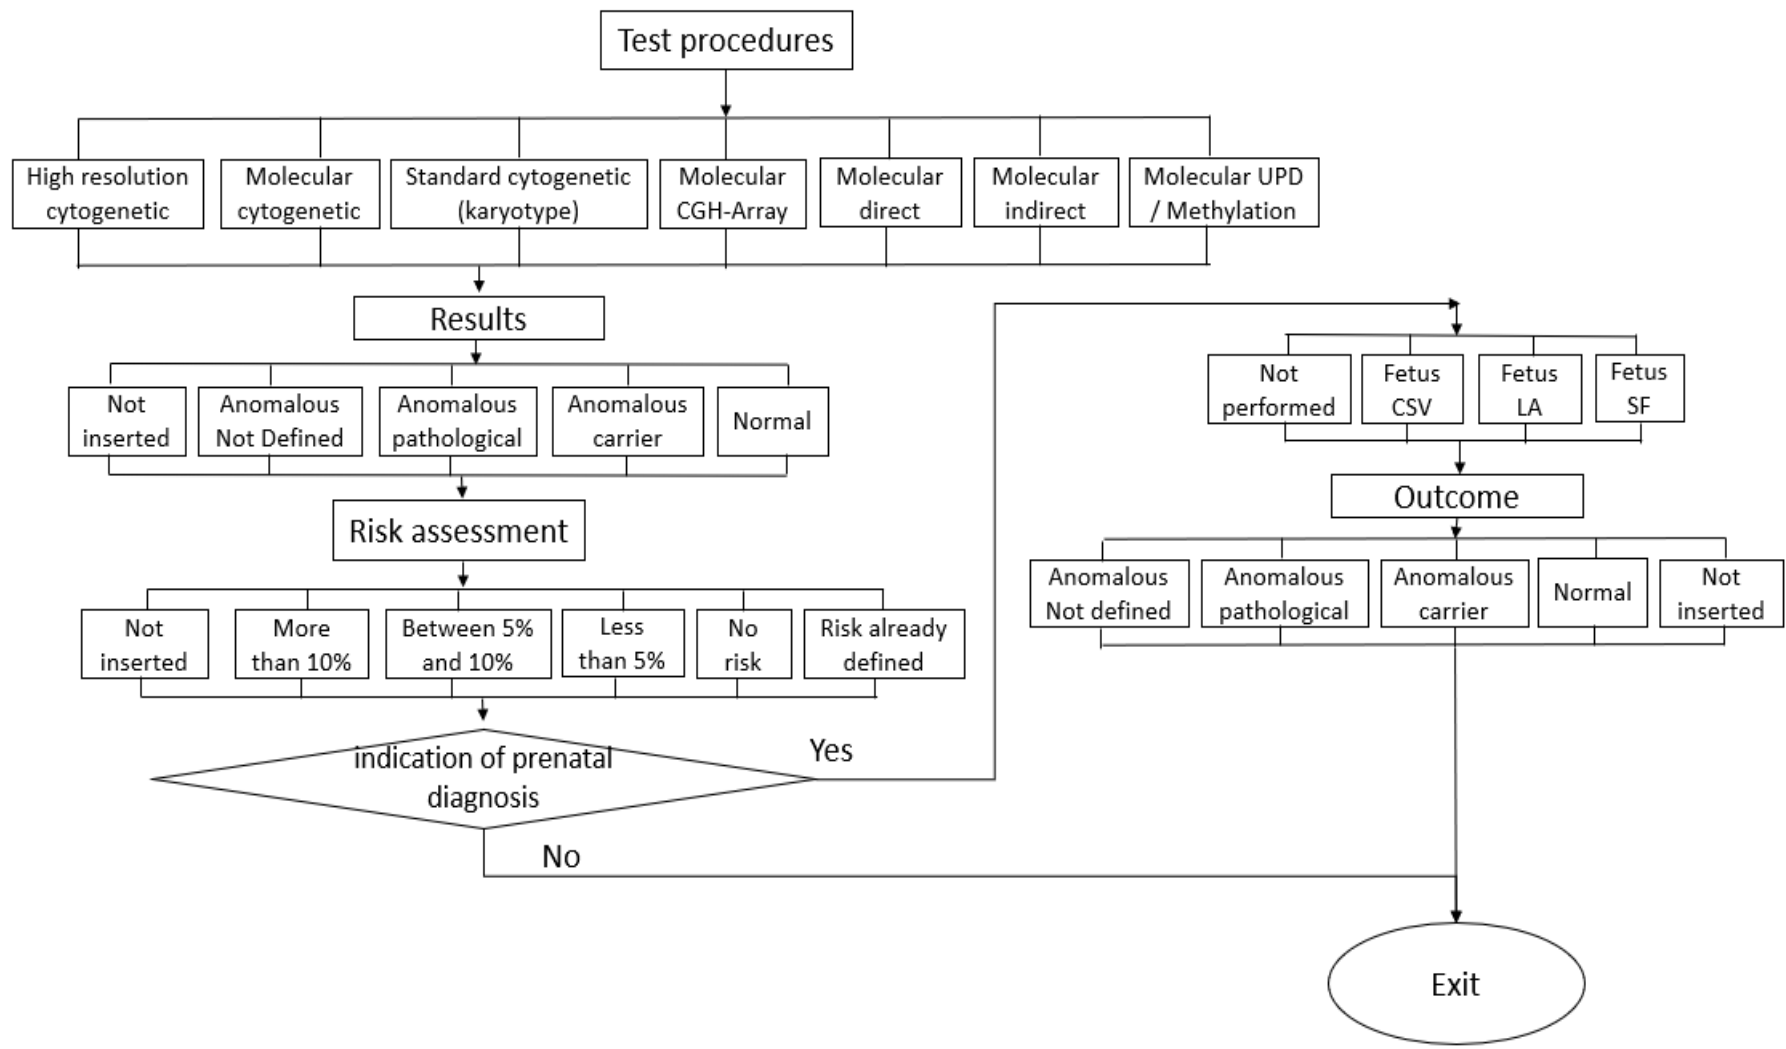 Test procedures
High resolution
cytogenetic
Molecular
cytogenetic
Standard cytogenetic
(karyotype)
Molecular
CGH-Array
Molecular
direct
Molecular
indirect
Molecular UPD
/ Methylation
Results
Not
inserted
Anomalous
Not Defined
Anomalous
pathological
Anomalous
carrier
Normal
Risk assessment
Not
inserted
More
than 10%
Between 5%
and 10%
Less
than 5%
No
risk
Risk already
defined
indication of prenatal
diagnosis
Yes
No
Not
performed
Fetus
CSV
Fetus
LA
Fetus
SF
Outcome
Anomalous
Not defined
Anomalous
pathological
Anomalous
carrier
Normal
Not
inserted
Exit